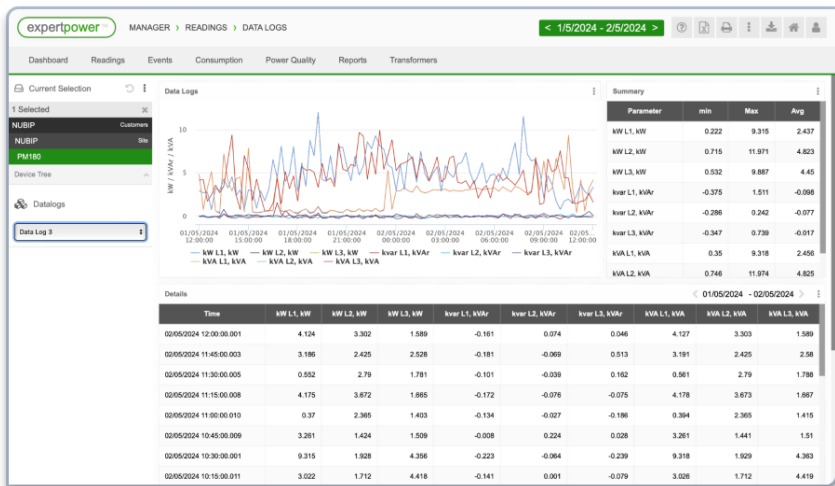 expertpower™ MANAGER > READINGS > DATA LOGS < 1/5/2024 - 2/5/2024 >
Dashboard Readings Events Consumption Power Quality Reports Transformers
Current Selection
1 Selected
NUBIP Customers
NUBIP Site
PM180
Device Tree
Datalogs
Data Log 3
Data Logs
kW / kVAr / kVA
10
5
0
01/05/2024 12:00:00 01/05/2024 15:00:00 01/05/2024 18:00:00 01/05/2024 21:00:00 02/05/2024 00:00:00 02/05/2024 03:00:00 02/05/2024 06:00:00 02/05/2024 09:00:00 02/05/... 12:00:00
kW L1, kW kW L2, kW kW L3, kW kvar L1, kVAr kvar L2, kVAr kvar L3, kVAr
kVA L1, kVA kVA L2, kVA kVA L3, kVA
Summary
Parameter min Max Avg
kW L1, kW 0.222 9.315 2.437
kW L2, kW 0.715 11.971 4.823
kW L3, kW 0.532 9.887 4.45
kvar L1, kVAr -0.375 1.511 -0.098
kvar L2, kVAr -0.286 0.242 -0.077
kvar L3, kVAr -0.347 0.739 -0.017
kVA L1, kVA 0.35 9.318 2.456
kVA L2, kVA 0.746 11.974 4.825
Details < 01/05/2024 - 02/05/2024 >
Time kW L1, kW kW L2, kW kW L3, kW kvar L1, kVAr kvar L2, kVAr kvar L3, kVAr kVA L1, kVA kVA L2, kVA kVA L3, kVA
02/05/2024 12:00:00.001 4.124 3.302 1.589 -0.161 0.074 0.046 4.127 3.303 1.589
02/05/2024 11:45:00.003 3.186 2.425 2.528 -0.181 -0.069 0.513 3.191 2.425 2.58
02/05/2024 11:30:00.005 0.552 2.79 1.781 -0.101 -0.039 0.162 0.561 2.79 1.788
02/05/2024 11:15:00.008 4.175 3.672 1.665 -0.172 -0.076 -0.075 4.178 3.673 1.667
02/05/2024 11:00:00.010 0.37 2.365 1.403 -0.134 -0.027 -0.186 0.394 2.365 1.415
02/05/2024 10:45:00.009 3.261 1.424 1.509 -0.008 0.224 0.028 3.261 1.441 1.51
02/05/2024 10:30:00.001 9.315 1.928 4.356 -0.223 -0.064 -0.239 9.318 1.929 4.363
02/05/2024 10:15:00.011 3.022 1.712 4.418 -0.141 0.001 -0.079 3.026 1.712 4.419